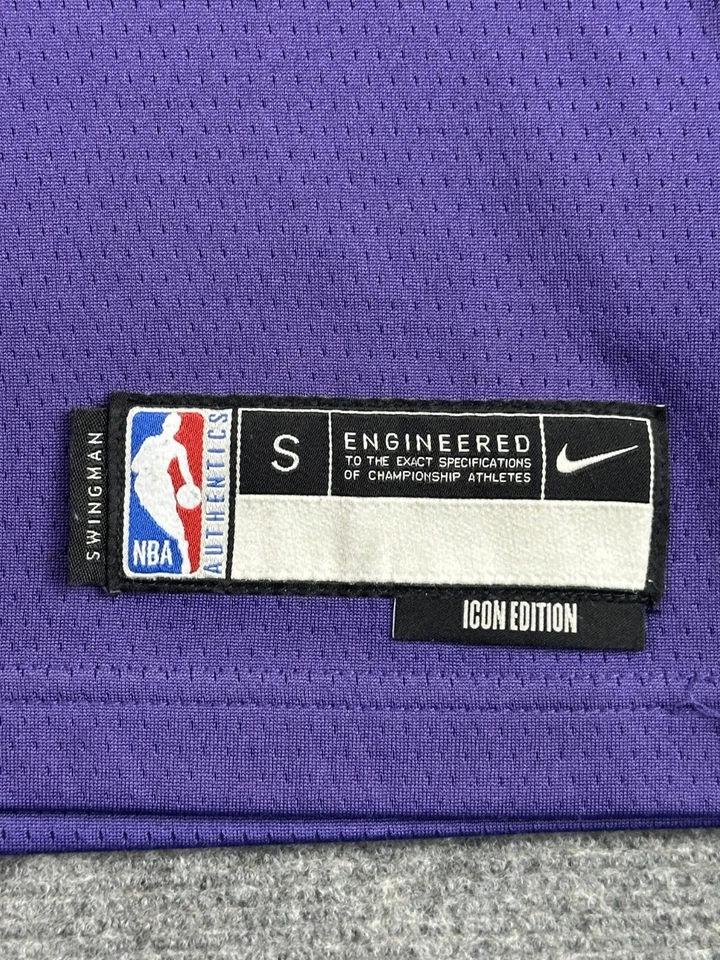 SWINGMAN
NBA
AUTHENTICS
S
ENGINEERED
TO THE EXACT SPECIFICATIONS
OF CHAMPIONSHIP ATHLETES
ICON EDITION